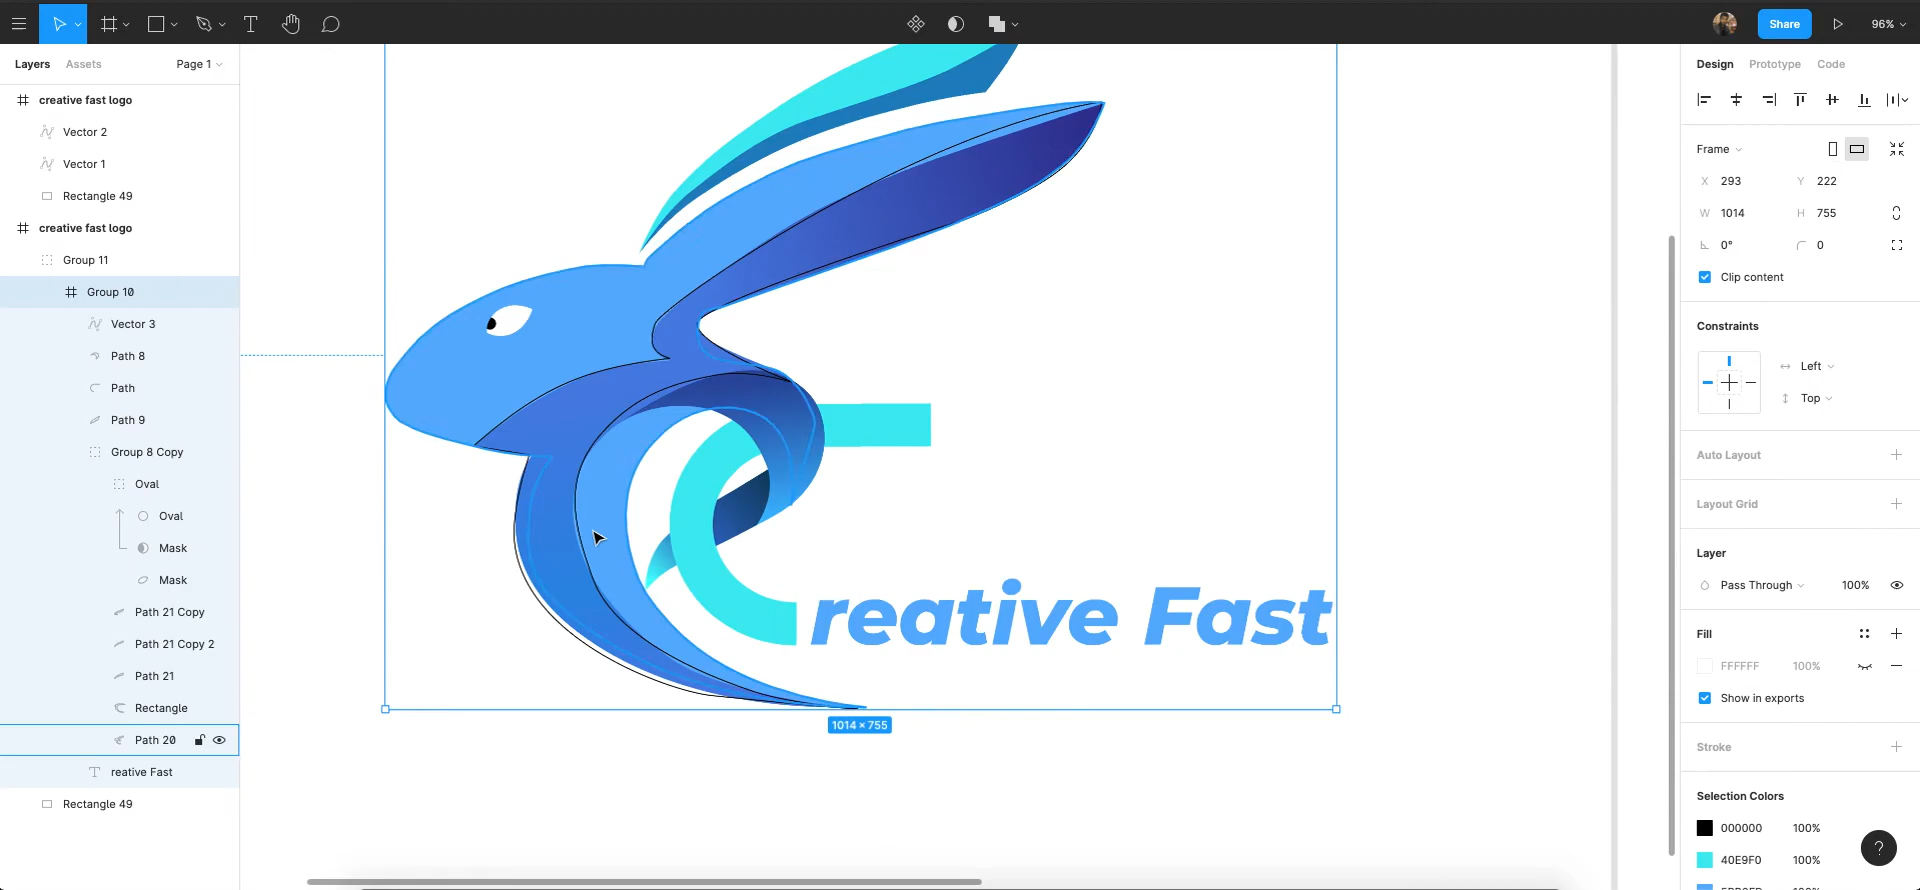 Share
96%
Layers
Assets
Page 1
creative fast logo
Vector 2
Vector 1
Rectangle 49
creative fast logo
Group 11
Group 10
Vector 3
Path 8
Path
Path 9
Group 8 Copy
Oval
Oval
Mask
Mask
Path 21 Copy
Path 21 Copy 2
Path 21
Rectangle
Path 20
reative Fast
Rectangle 49
reative Fast
1014 × 755
Design
Prototype
Code
Frame
X 293
Y 222
W 1014
H 755
0°
0
Clip content
Constraints
Left
Top
Auto Layout
Layout Grid
Layer
Pass Through
100%
Fill
FFFFFF
100%
Show in exports
Stroke
Selection Colors
000000
100%
40E9F0
100%
?